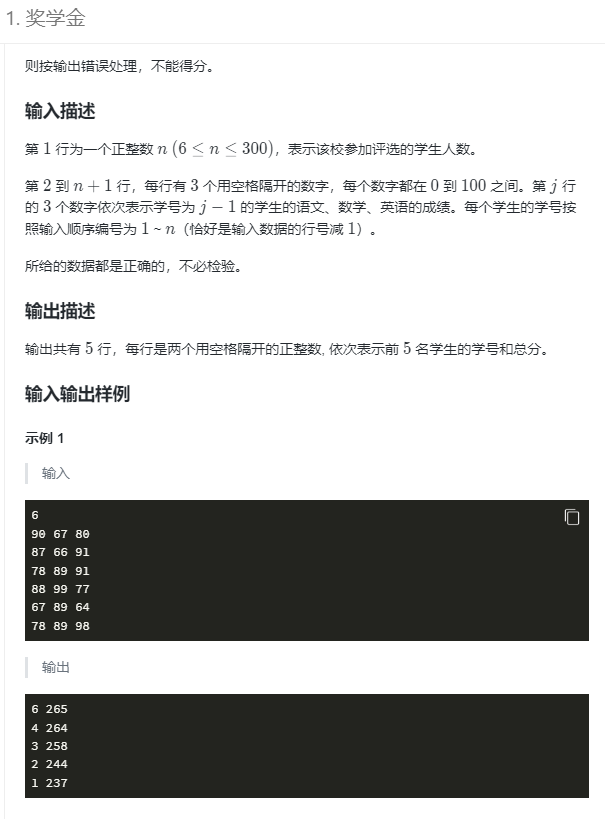 1. 奖学金
则按输出错误处理，不能得分。
输入描述
第 1 行为一个正整数 n (6 ≤ n ≤ 300)，表示该校参加评选的学生人数。
第 2 到 n + 1 行，每行有 3 个用空格隔开的数字，每个数字都在 0 到 100 之间。第 j 行
的 3 个数字依次表示学号为 j − 1 的学生的语文、数学、英语的成绩。每个学生的学号按
照输入顺序编号为 1 ~ n（恰好是输入数据的行号减 1）。
所给的数据都是正确的，不必检验。
输出描述
输出共有 5 行，每行是两个用空格隔开的正整数, 依次表示前 5 名学生的学号和总分。
输入输出样例
示例 1
输入
6
90 67 80
87 66 91
78 89 91
88 99 77
67 89 64
78 89 98
输出
6 265
4 264
3 258
2 244
1 237